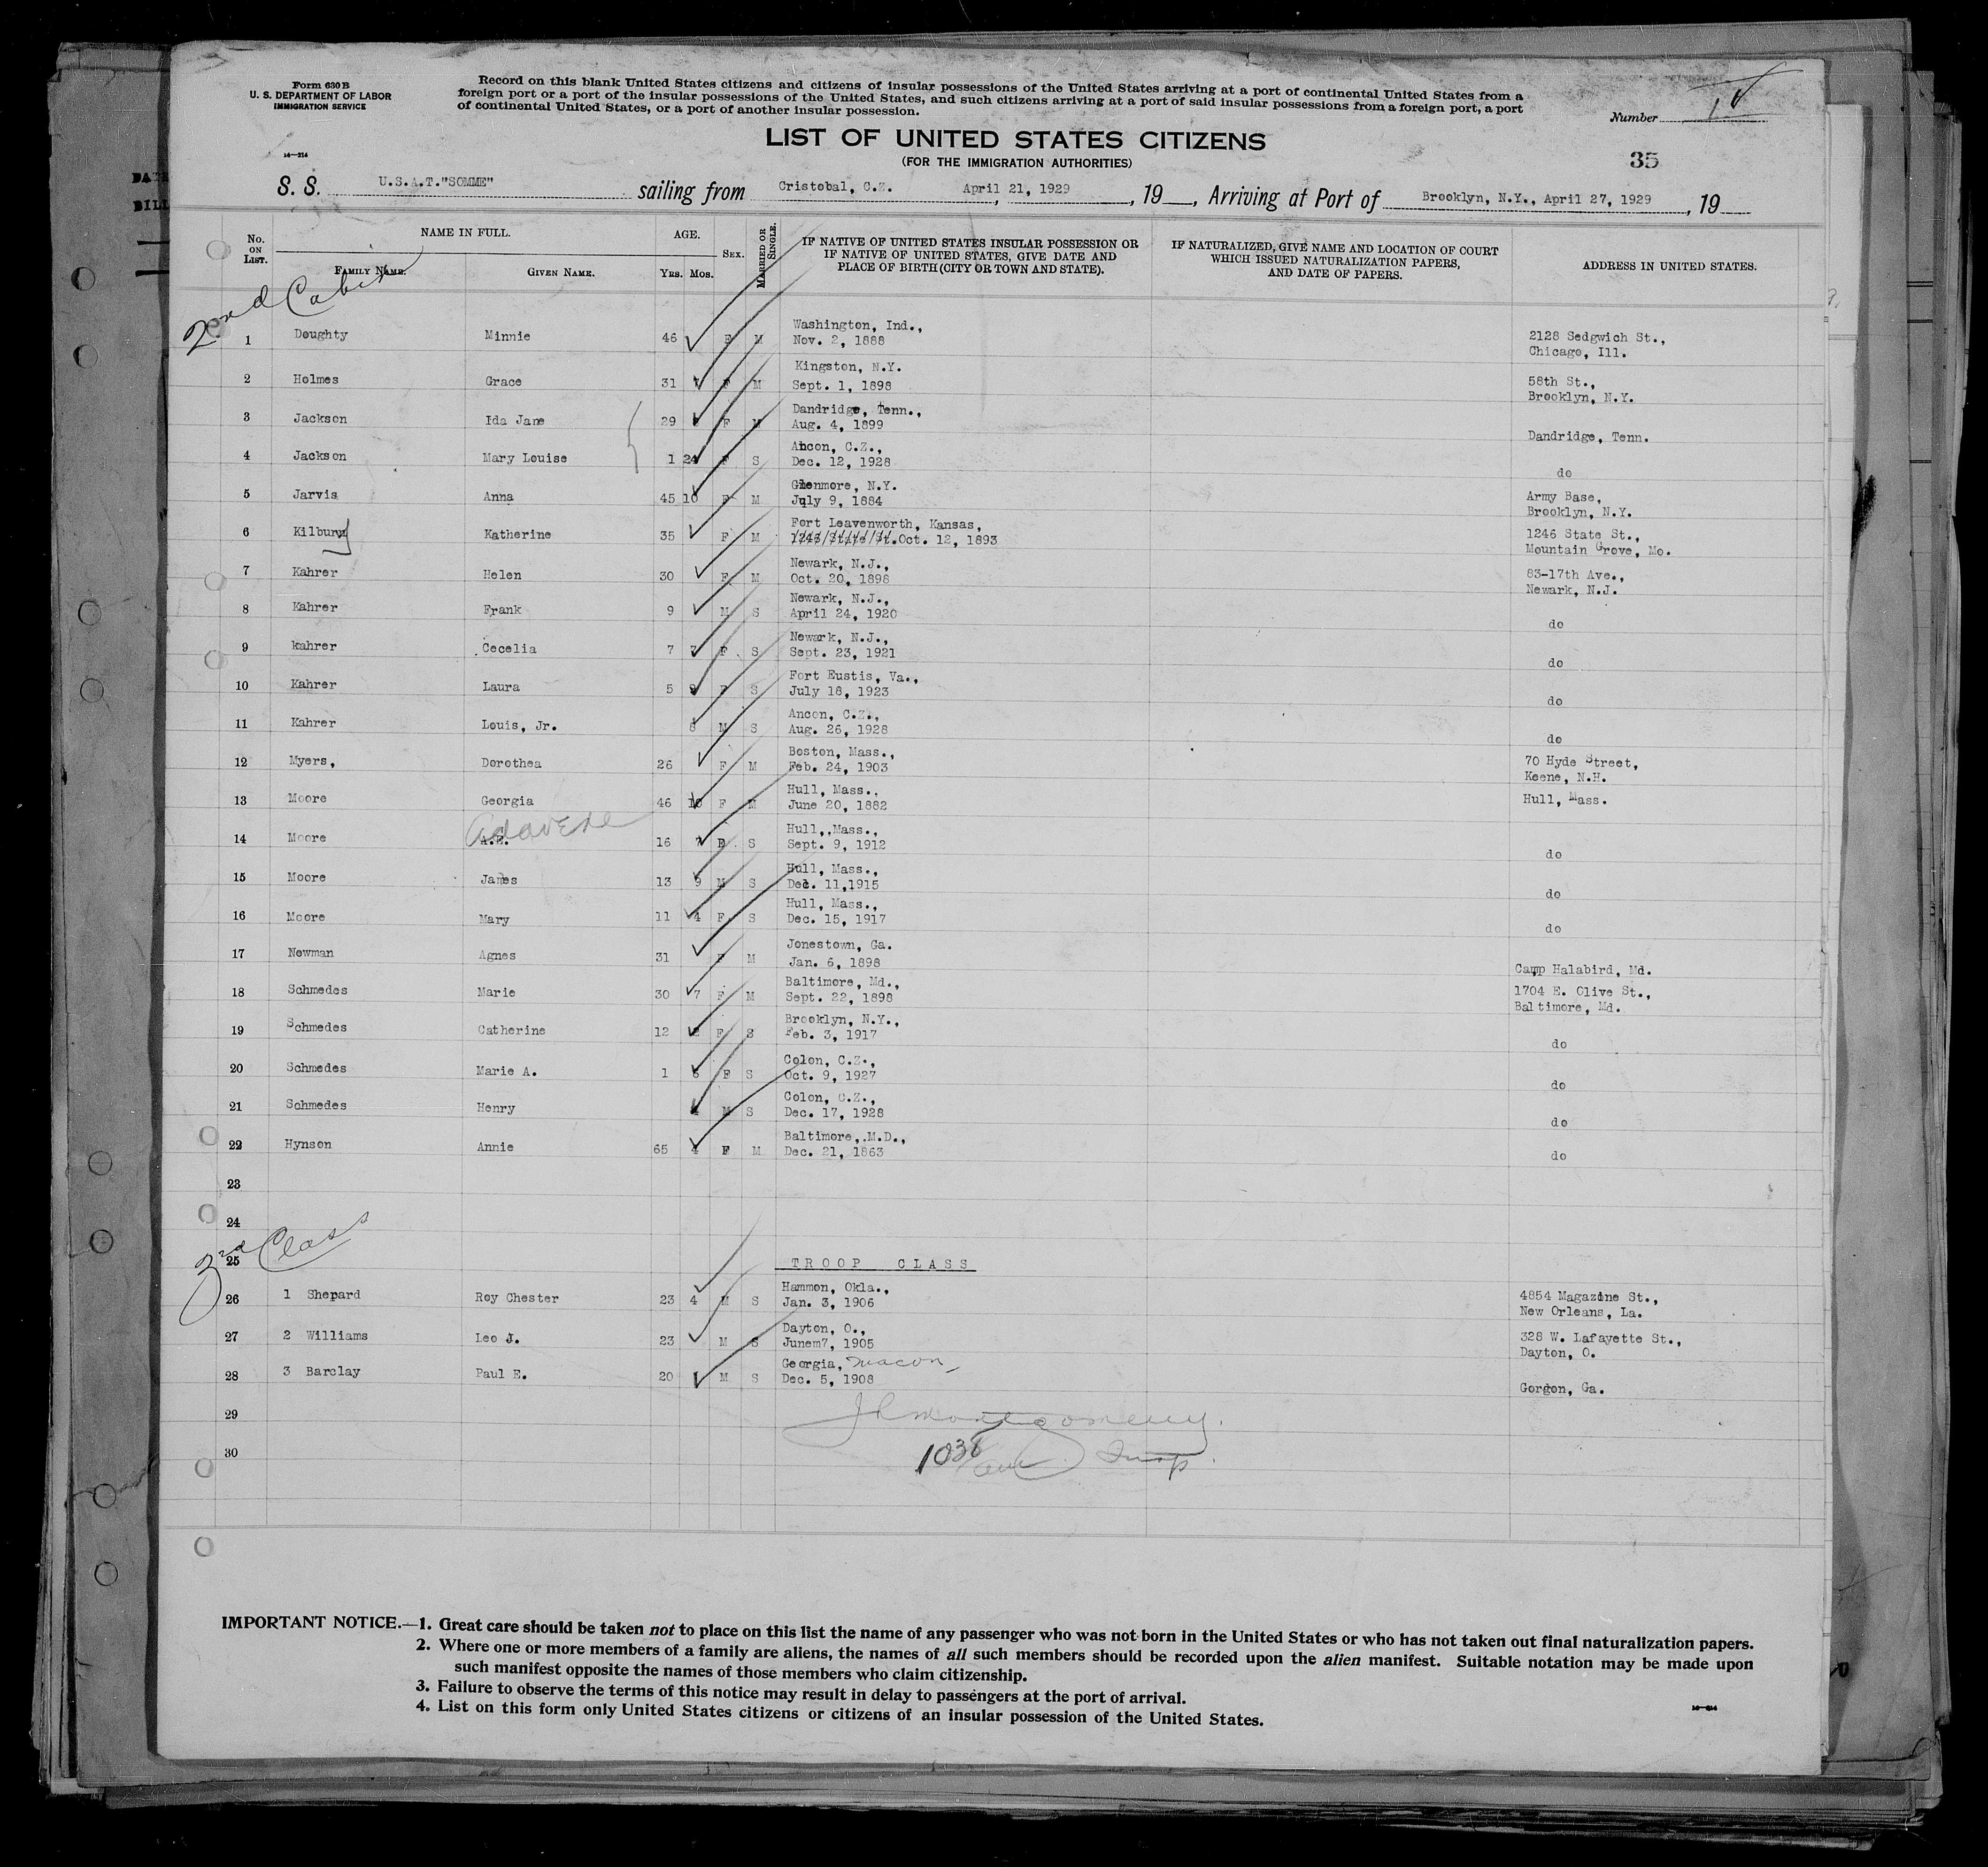 Form 630 B
U. S. DEPARTMENT OF LABOR
IMMIGRATION SERVICE
Record on this blank United States citizens and citizens of insular possessions of the United States arriving at a port of continental United States from a
foreign port or a port of the insular possessions of the United States, and such citizens arriving at a port of said insular possessions from a foreign port, a port
of continental United States, or a port of another insular possession.
Number
LIST OF UNITED STATES CITIZENS
(FOR THE IMMIGRATION AUTHORITIES)
35
S. S. U.S.A.T."SOMME" sailing from Cristobal, C.Z. April 21, 1929, 19__, Arriving at Port of Brooklyn, N.Y., April 27, 1929, 19__
No. ON LIST.
NAME IN FULL.
FAMILY NAME. GIVEN NAME.
AGE.
YRS. MOS.
SEX.
MARRIED OR SINGLE.
IF NATIVE OF UNITED STATES INSULAR POSSESSION OR
IF NATIVE OF UNITED STATES, GIVE DATE AND
PLACE OF BIRTH (CITY OR TOWN AND STATE).
IF NATURALIZED, GIVE NAME AND LOCATION OF COURT
WHICH ISSUED NATURALIZATION PAPERS,
AND DATE OF PAPERS.
ADDRESS IN UNITED STATES.
2nd Cabin
1 Doughty Minnie 46 F M Washington, Ind., Nov. 2, 1888 2128 Sedgwich St., Chicago, Ill.
2 Holmes Grace 31 F M Kingston, N.Y. Sept. 1, 1898 58th St., Brooklyn, N.Y.
3 Jackson Ida Jane 29 F M Dandridge, Tenn., Aug. 4, 1899 Dandridge, Tenn.
4 Jackson Mary Louise 1 F S Ancon, C.Z., Dec. 12, 1928 do
5 Jarvis Anna 45 10 F M Glenmore, N.Y. July 9, 1884 Army Base, Brooklyn, N.Y.
6 Kilbury Katherine 35 F M Fort Leavenworth, Kansas, 1246 State St. Oct. 12, 1893 1246 State St., Mountain Grove, Mo.
7 Kahrer Helen 30 F M Newark, N.J., Oct. 20, 1898 83-17th Ave., Newark, N.J.
8 Kahrer Frank 9 M S Newark, N.J., April 24, 1920 do
9 kahrer Cecelia 7 7 F S Newark, N.J., Sept. 23, 1921 do
10 Kahrer Laura 5 9 F S Fort Eustis, Va., July 18, 1923 do
11 Kahrer Louis, Jr. 8 M S Ancon, C.Z., Aug. 26, 1928 do
12 Myers, Dorothea 26 F M Boston, Mass., Feb. 24, 1903 70 Hyde Street, Keene, N.H.
13 Moore Georgia 46 10 F M Hull, Mass., June 20, 1882 Hull, Mass.
14 Moore A.E. 16 7 F S Hull,,Mass., Sept. 9, 1912 do
15 Moore James 13 9 M S Hull, Mass., Dec. 11,1915 do
16 Moore Mary 11 4 F S Hull, Mass., Dec. 15, 1917 do
17 Newman Agnes 31 F M Jonestown, Ga. Jan. 6, 1898 Camp Halabird, Md.
18 Schmedes Marie 30 7 F M Baltimore, Md., Sept. 22, 1898 1704 E. Olive St., Baltimore, Md.
19 Schmedes Catherine 12 2 F S Brooklyn, N.Y., Feb. 3, 1917 do
20 Schmedes Marie A. 1 6 F S Colon, C.Z., Oct. 9, 1927 do
21 Schmedes Henry 4 M S Colon, C.Z., Dec. 17, 1928 do
22 Hynson Annie 65 4 F M Baltimore,.M.D., Dec. 21, 1863 do
23
24
3rd Class
25 TROOP CLASS
26 1 Shepard Roy Chester 23 4 M S Hammon, Okla., Jan. 3, 1906 4854 Magazine St., New Orleans, La.
27 2 Williams Leo J. 23 M S Dayton, O., Junem7, 1905 328 W. Lafayette St., Dayton, O.
28 3 Barclay Paul E. 20 M S Georgia, Macon, Dec. 5, 1908 Gordon, Ga.
29
30
1038
IMPORTANT NOTICE.—1. Great care should be taken not to place on this list the name of any passenger who was not born in the United States or who has not taken out final naturalization papers.
2. Where one or more members of a family are aliens, the names of all such members should be recorded upon the alien manifest. Suitable notation may be made upon
such manifest opposite the names of those members who claim citizenship.
3. Failure to observe the terms of this notice may result in delay to passengers at the port of arrival.
4. List on this form only United States citizens or citizens of an insular possession of the United States.